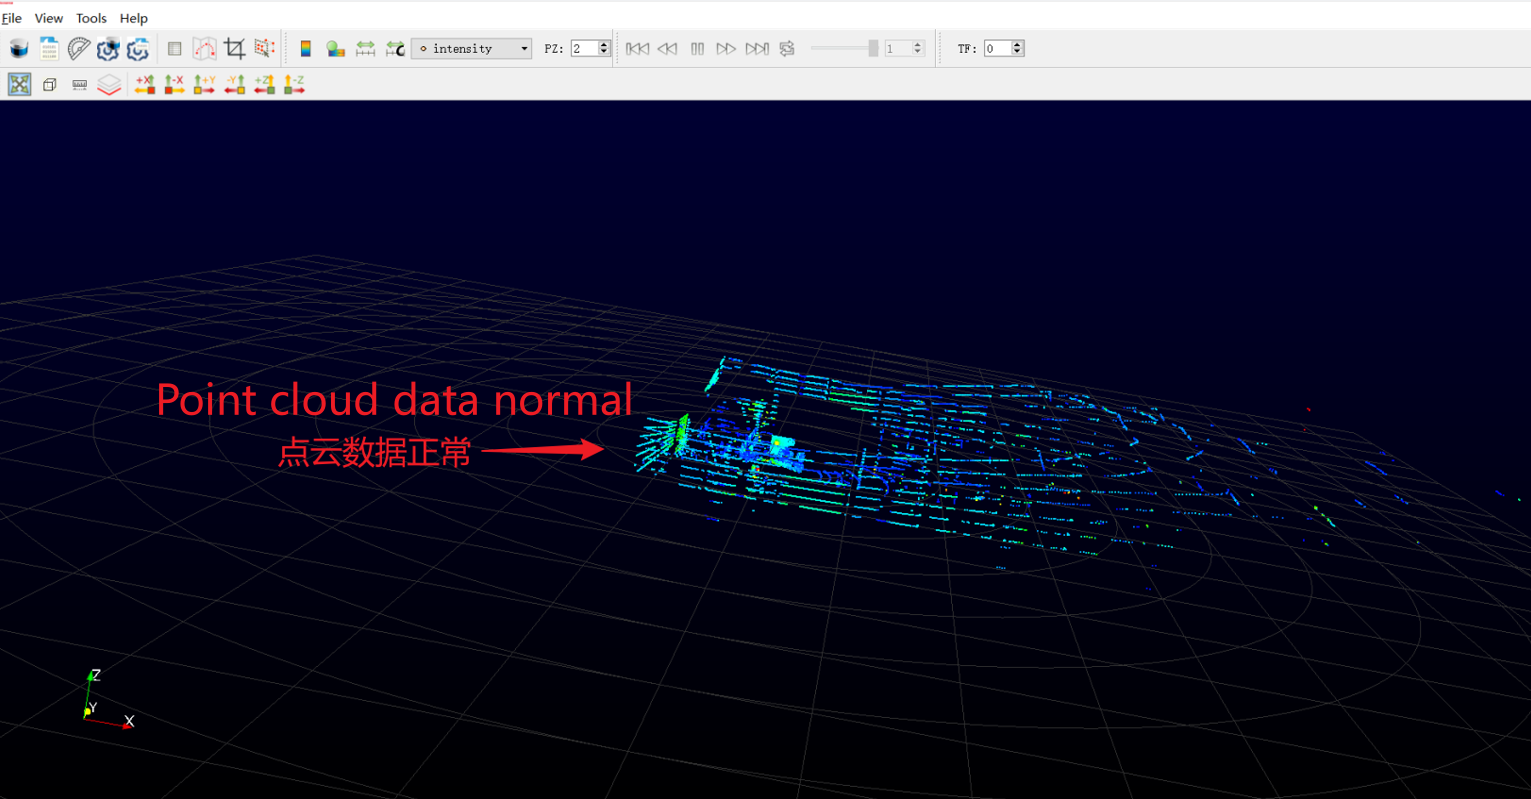 File View Tools Help
intensity PZ: 2 1 TF: 0
+X -X +Y -Y +Z -Z
Point cloud data normal
点云数据正常
Z
Y
X